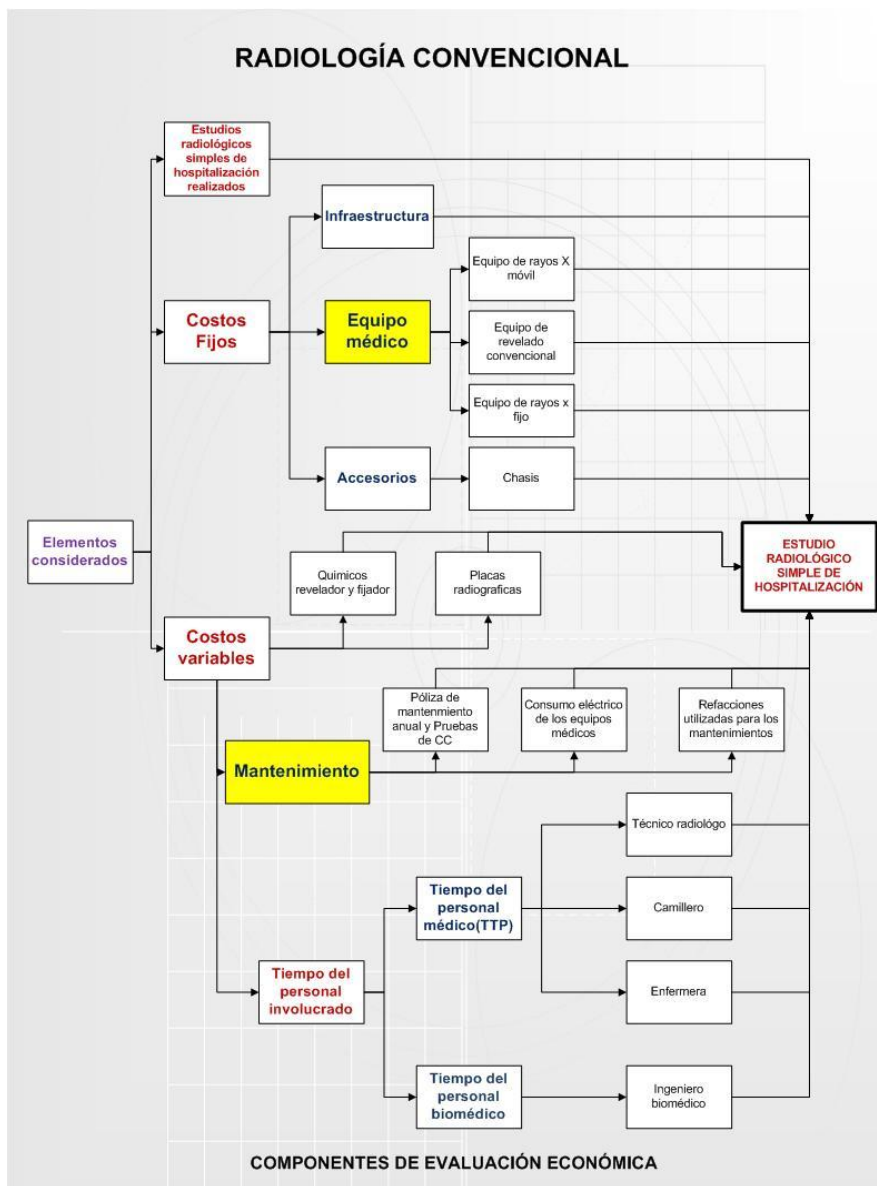 RADIOLOGÍA CONVENCIONAL
Estudios
radiológicos
simples de
hospitalización
realizados
Infraestructura
Equipo de rayos X
móvil
Costos
Fijos
Equipo
médico
Equipo de
revelado
convencional
Equipo de rayos x
fijo
Accesorios
Chasis
Elementos
considerados
ESTUDIO
RADIOLÓGICO
SIMPLE DE
HOSPITALIZACIÓN
Quimicos
revelador y fijador
Placas
radiograficas
Costos
variables
Póliza de
mantenmiento
anual y Pruebas
de CC
Consumo eléctrico
de los equipos
médicos
Refacciones
utilizadas para los
mantenimientos
Mantenimiento
Técnico radiológo
Tiempo del
personal
médico(TTP)
Camillero
Tiempo del
personal
involucrado
Enfermera
Tiempo del
personal
biomédico
Ingeniero
biomédico
COMPONENTES DE EVALUACIÓN ECONÓMICA